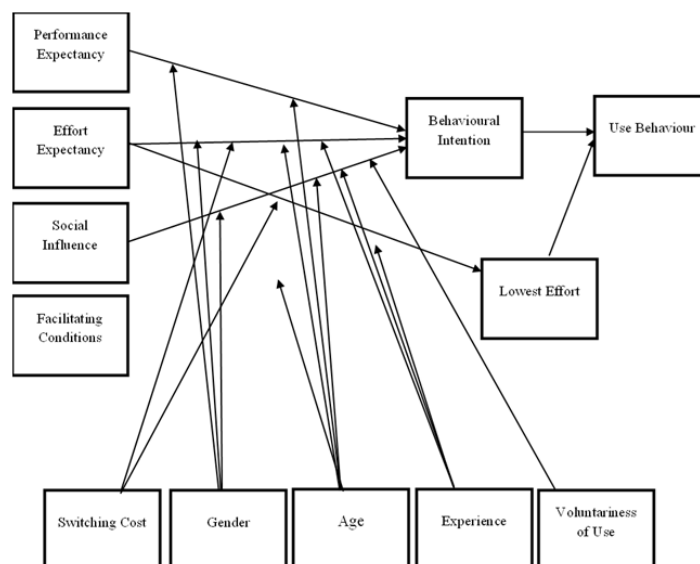 Performance
Expectancy
Effort
Expectancy
Social
Influence
Facilitating
Conditions
Behavioural
Intention
Use Behaviour
Lowest Effort
Switching Cost
Gender
Age
Experience
Voluntariness
of Use